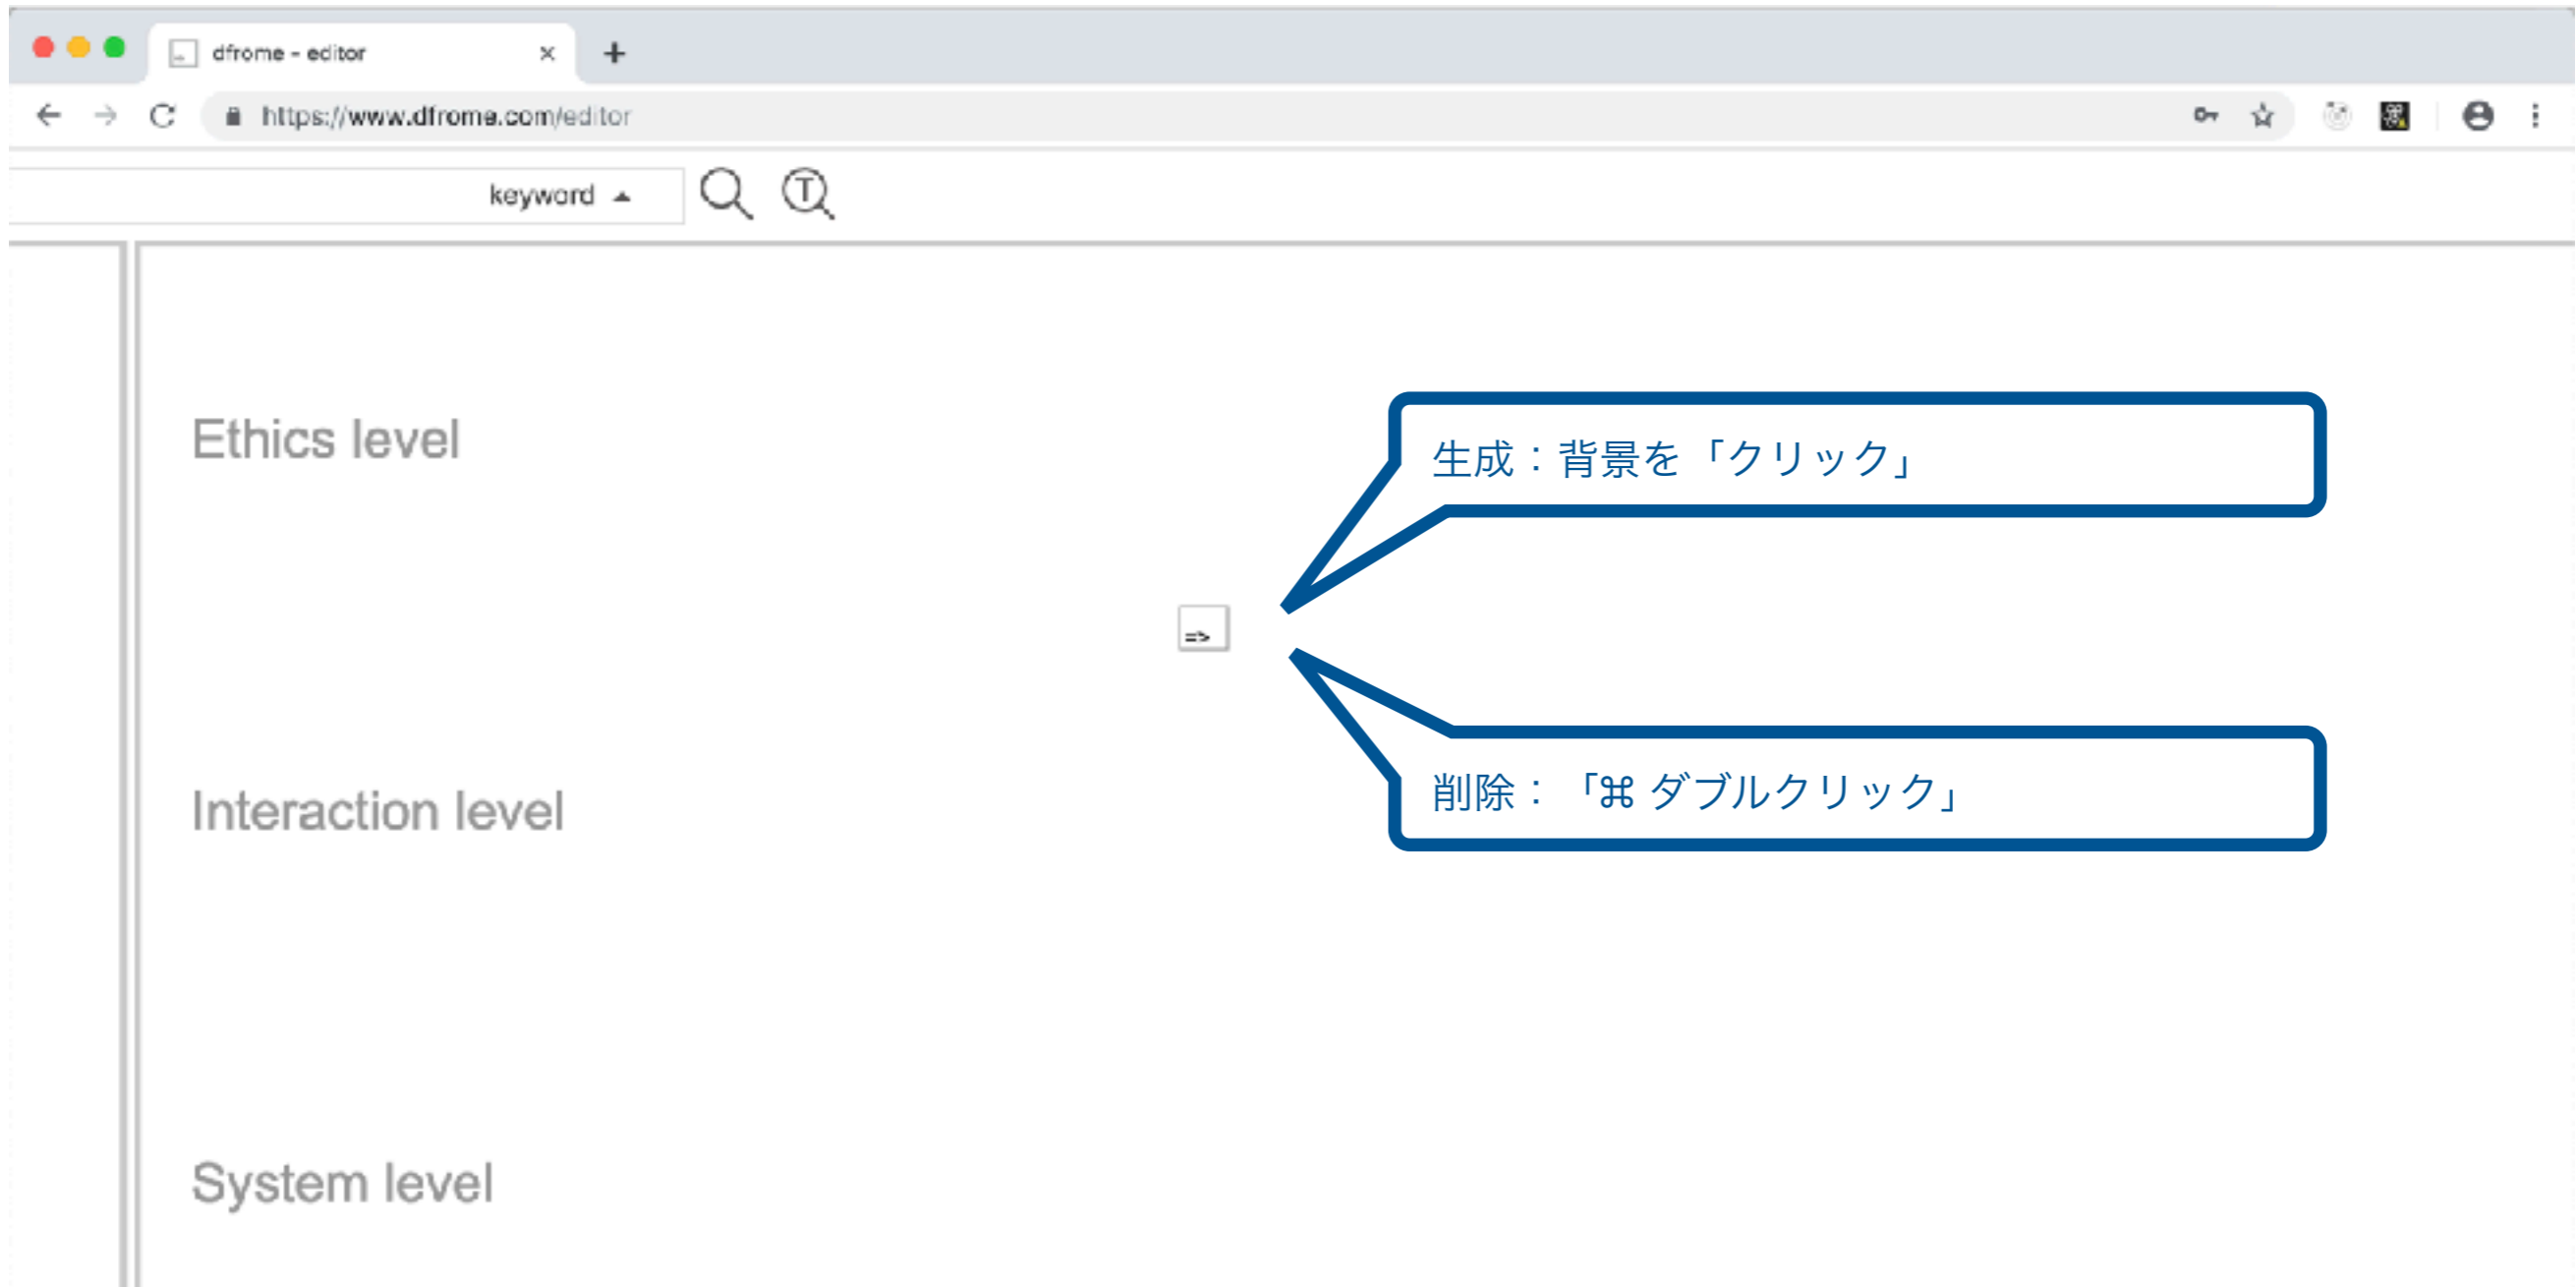 dfrome - editor
https://www.dfrome.com/editor
keyword
T
Ethics level
生成：背景を「クリック」
=>
Interaction level
削除：「⌘ ダブルクリック」
System level